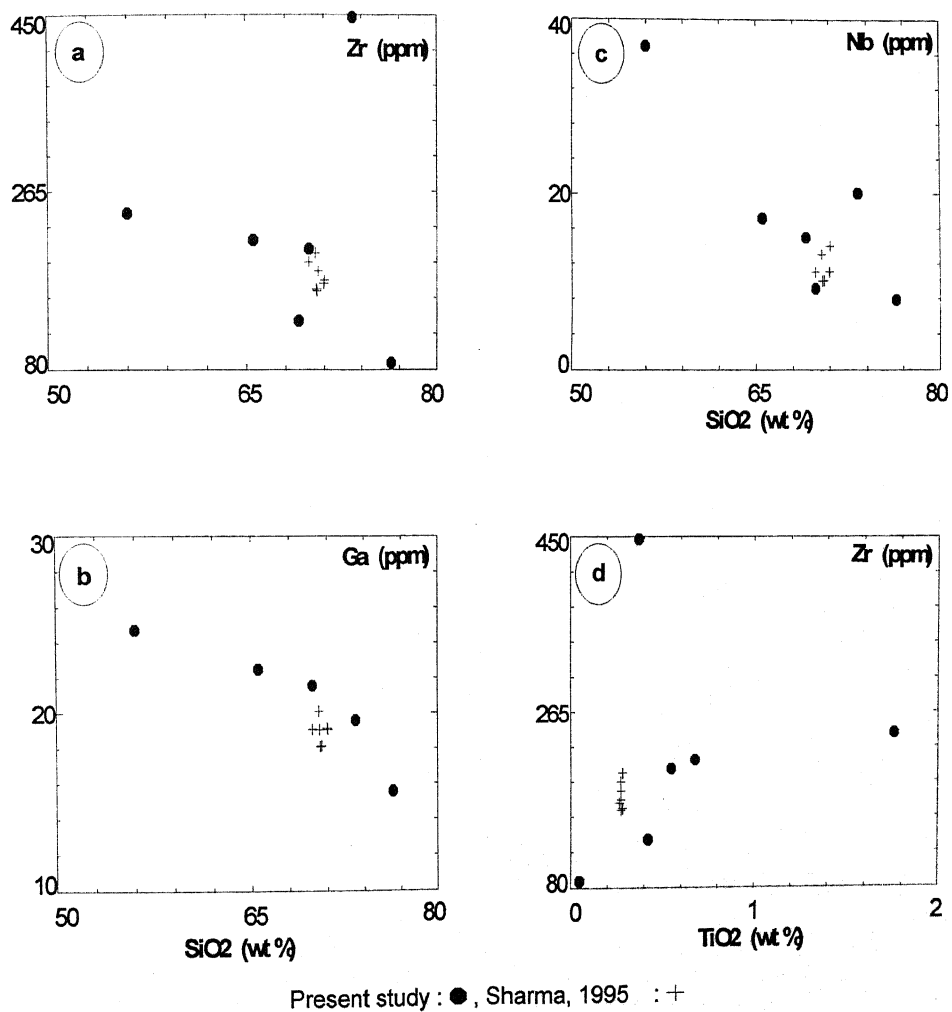 450
a
Zr (ppm)
265
80
50
65
80
40
c
Nb (ppm)
20
0
50
65
80
SiO2 (wt %)
30
b
Ga (ppm)
20
10
50
65
80
SiO2 (wt %)
450
d
Zr (ppm)
265
80
0
1
2
TiO2 (wt %)
Present study : ● , Sharma, 1995 : +